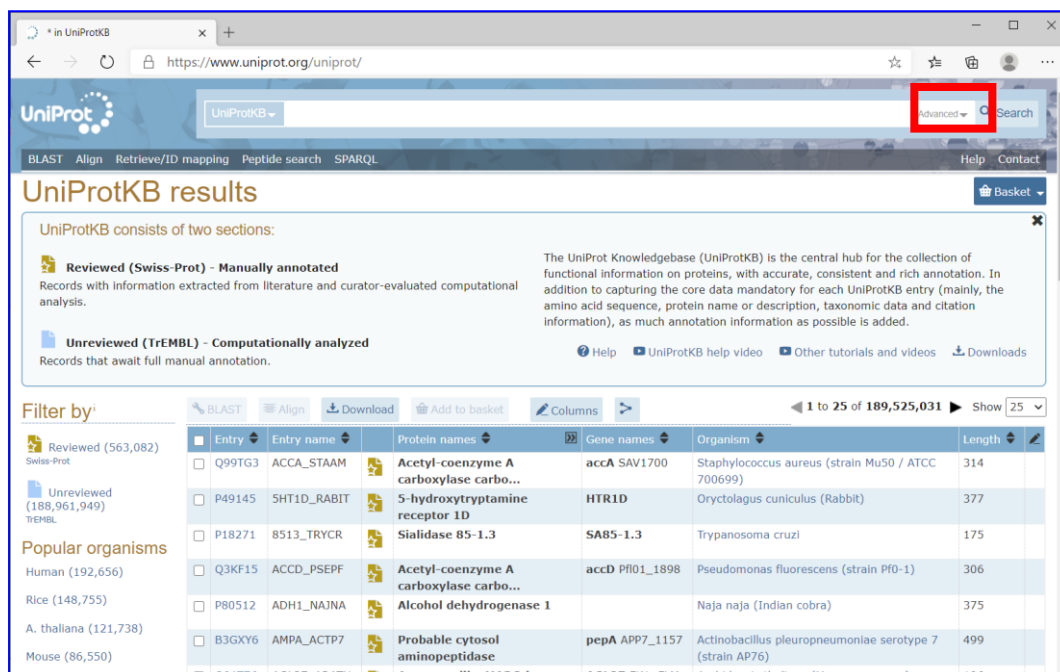 * in UniProtKB
https://www.uniprot.org/uniprot/
UniProt
UniProtKB
Advanced
Search
BLAST Align Retrieve/ID mapping Peptide search SPARQL
Help Contact
UniProtKB results
Basket
UniProtKB consists of two sections:
Reviewed (Swiss-Prot) - Manually annotated
Records with information extracted from literature and curator-evaluated computational
analysis.
Unreviewed (TrEMBL) - Computationally analyzed
Records that await full manual annotation.
The UniProt Knowledgebase (UniProtKB) is the central hub for the collection of
functional information on proteins, with accurate, consistent and rich annotation. In
addition to capturing the core data mandatory for each UniProtKB entry (mainly, the
amino acid sequence, protein name or description, taxonomic data and citation
information), as much annotation information as possible is added.
Help UniProtKB help video Other tutorials and videos Downloads
Filter by
Reviewed (563,082)
Swiss-Prot
Unreviewed
(188,961,949)
TrEMBL
Popular organisms
Human (192,656)
Rice (148,755)
A. thaliana (121,738)
Mouse (86,550)
BLAST Align Download Add to basket Columns
1 to 25 of 189,525,031 Show 25
Entry Entry name Protein names Gene names Organism Length
Q99TG3 ACCA_STAAM Acetyl-coenzyme A accA SAV1700 Staphylococcus aureus (strain Mu50 / ATCC 314
carboxylase carbo... 700699)
P49145 5HT1D_RABIT 5-hydroxytryptamine HTR1D Oryctolagus cuniculus (Rabbit) 377
receptor 1D
P18271 8513_TRYCR Sialidase 85-1.3 SA85-1.3 Trypanosoma cruzi 175
Q3KF15 ACCD_PSEPF Acetyl-coenzyme A accD Pfl01_1898 Pseudomonas fluorescens (strain Pf0-1) 306
carboxylase carbo...
P80512 ADH1_NAJNA Alcohol dehydrogenase 1 Naja naja (Indian cobra) 375
B3GXY6 AMPA_ACTP7 Probable cytosol pepA APP7_1157 Actinobacillus pleuropneumoniae serotype 7 499
aminopeptidase (strain AP76)